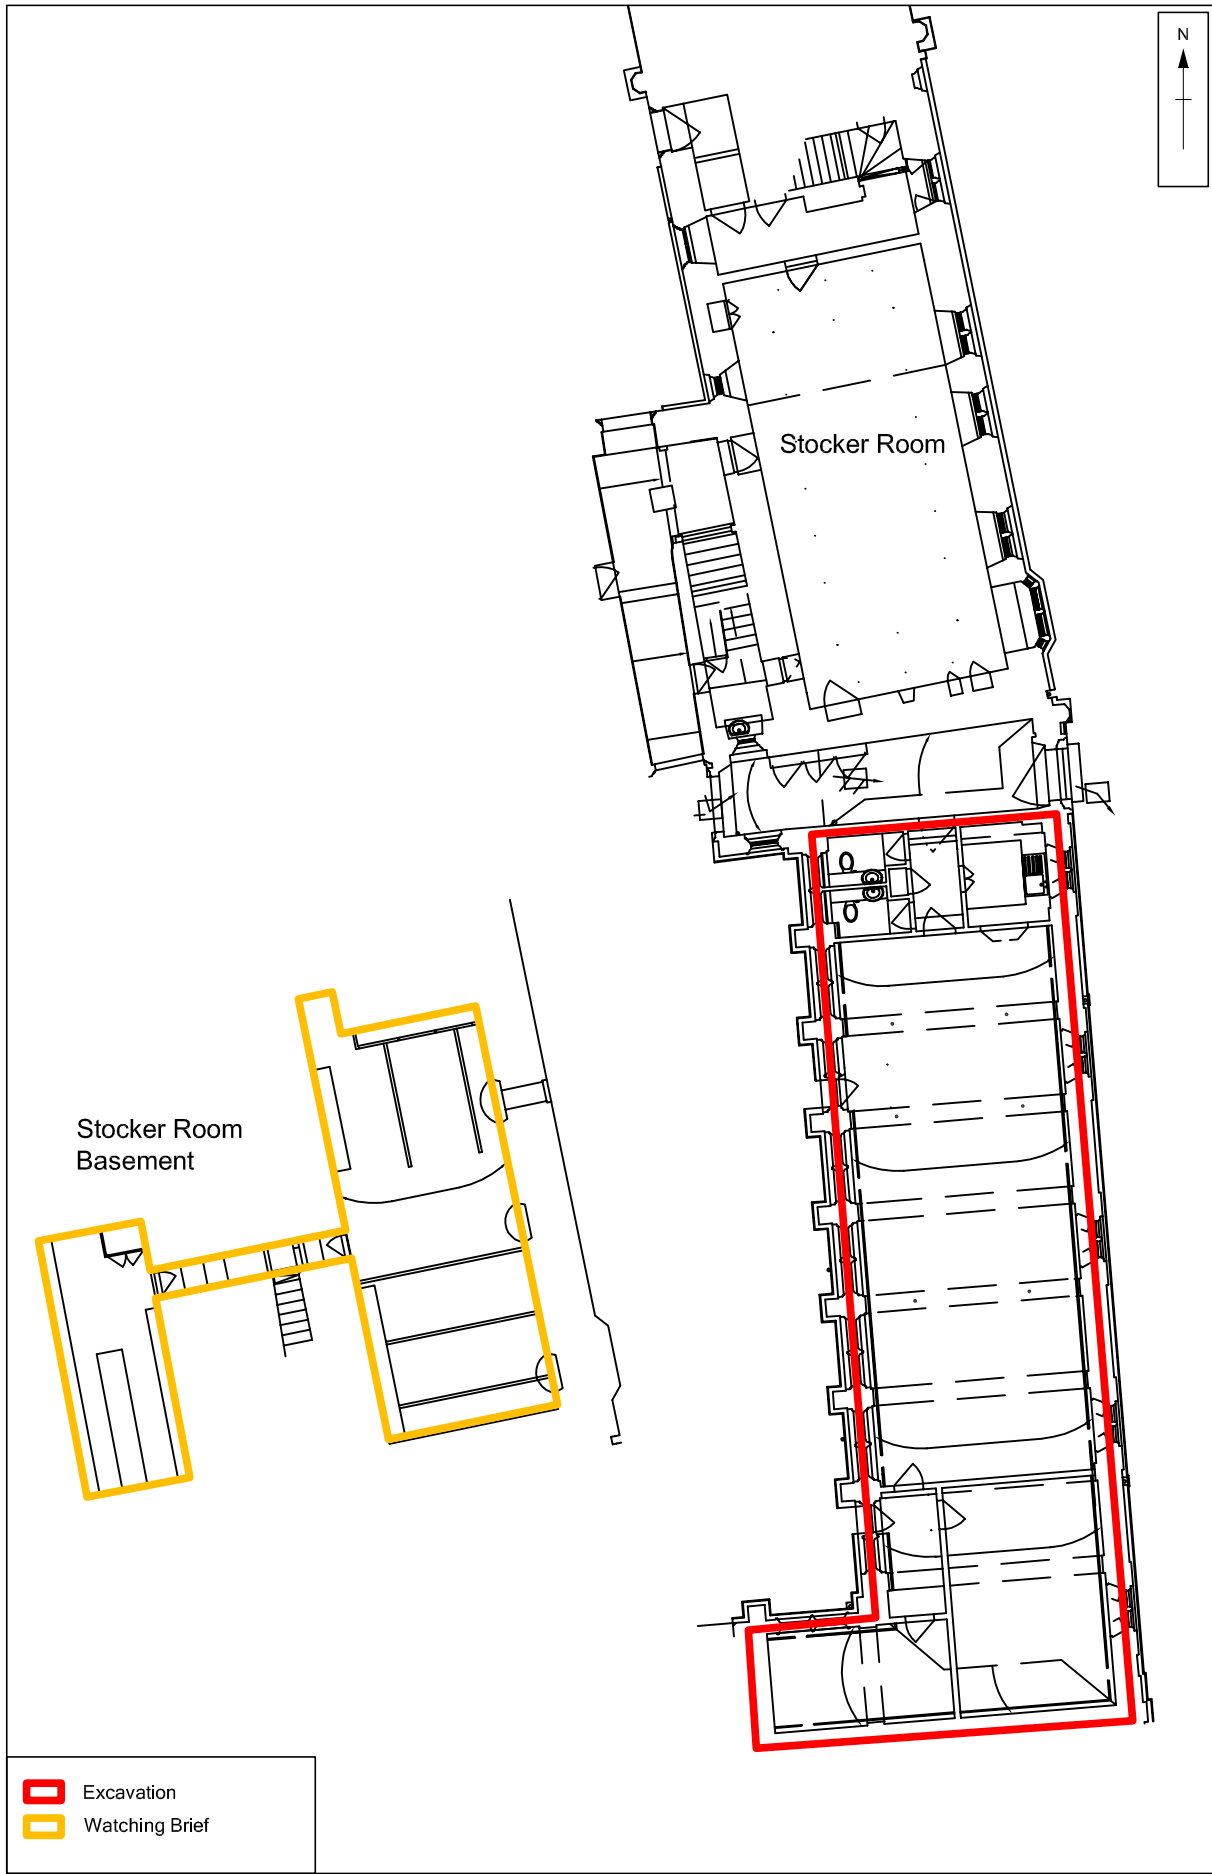 N
Stocker Room
Stocker Room
Basement
Excavation
Watching Brief